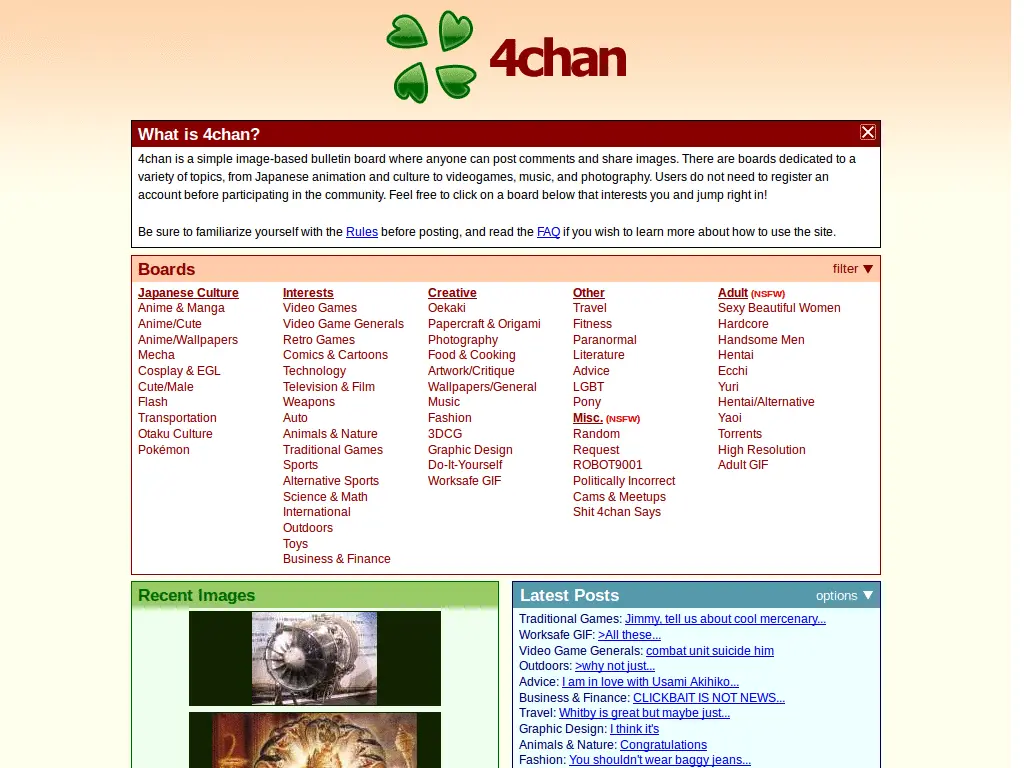 4chan
What is 4chan?
4chan is a simple image-based bulletin board where anyone can post comments and share images. There are boards dedicated to a
variety of topics, from Japanese animation and culture to videogames, music, and photography. Users do not need to register an
account before participating in the community. Feel free to click on a board below that interests you and jump right in!
Be sure to familiarize yourself with the Rules before posting, and read the FAQ if you wish to learn more about how to use the site.
Boards
filter ▼
Japanese Culture
Anime & Manga
Anime/Cute
Anime/Wallpapers
Mecha
Cosplay & EGL
Cute/Male
Flash
Transportation
Otaku Culture
Pokémon
Interests
Video Games
Video Game Generals
Retro Games
Comics & Cartoons
Technology
Television & Film
Weapons
Auto
Animals & Nature
Traditional Games
Sports
Alternative Sports
Science & Math
International
Outdoors
Toys
Business & Finance
Creative
Oekaki
Papercraft & Origami
Photography
Food & Cooking
Artwork/Critique
Wallpapers/General
Music
Fashion
3DCG
Graphic Design
Do-It-Yourself
Worksafe GIF
Other
Travel
Fitness
Paranormal
Literature
Advice
LGBT
Pony
Misc. (NSFW)
Random
Request
ROBOT9001
Politically Incorrect
Cams & Meetups
Shit 4chan Says
Adult (NSFW)
Sexy Beautiful Women
Hardcore
Handsome Men
Hentai
Ecchi
Yuri
Hentai/Alternative
Yaoi
Torrents
High Resolution
Adult GIF
Recent Images
Latest Posts
options ▼
Traditional Games: Jimmy, tell us about cool mercenary...
Worksafe GIF: >All these...
Video Game Generals: combat unit suicide him
Outdoors: >why not just...
Advice: I am in love with Usami Akihiko...
Business & Finance: CLICKBAIT IS NOT NEWS...
Travel: Whitby is great but maybe just...
Graphic Design: I think it's
Animals & Nature: Congratulations
Fashion: You shouldn't wear baggy jeans...